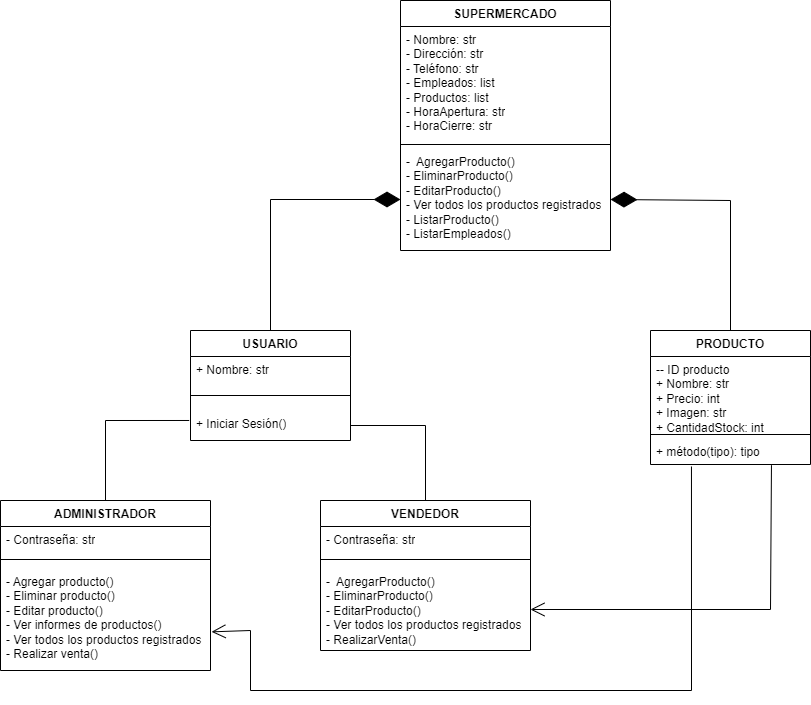 SUPERMERCADO
- Nombre: str
- Dirección: str
- Teléfono: str
- Empleados: list
- Productos: list
- HoraApertura: str
- HoraCierre: str
- AgregarProducto()
- EliminarProducto()
- EditarProducto()
- Ver todos los productos registrados
- ListarProducto()
- ListarEmpleados()
USUARIO
+ Nombre: str
+ Iniciar Sesión()
PRODUCTO
-- ID producto
+ Nombre: str
+ Precio: int
+ Imagen: str
+ CantidadStock: int
+ método(tipo): tipo
ADMINISTRADOR
- Contraseña: str
- Agregar producto()
- Eliminar producto()
- Editar producto()
- Ver informes de productos()
- Ver todos los productos registrados
- Realizar venta()
VENDEDOR
- Contraseña: str
- AgregarProducto()
- EliminarProducto()
- EditarProducto()
- Ver todos los productos registrados
- RealizarVenta()